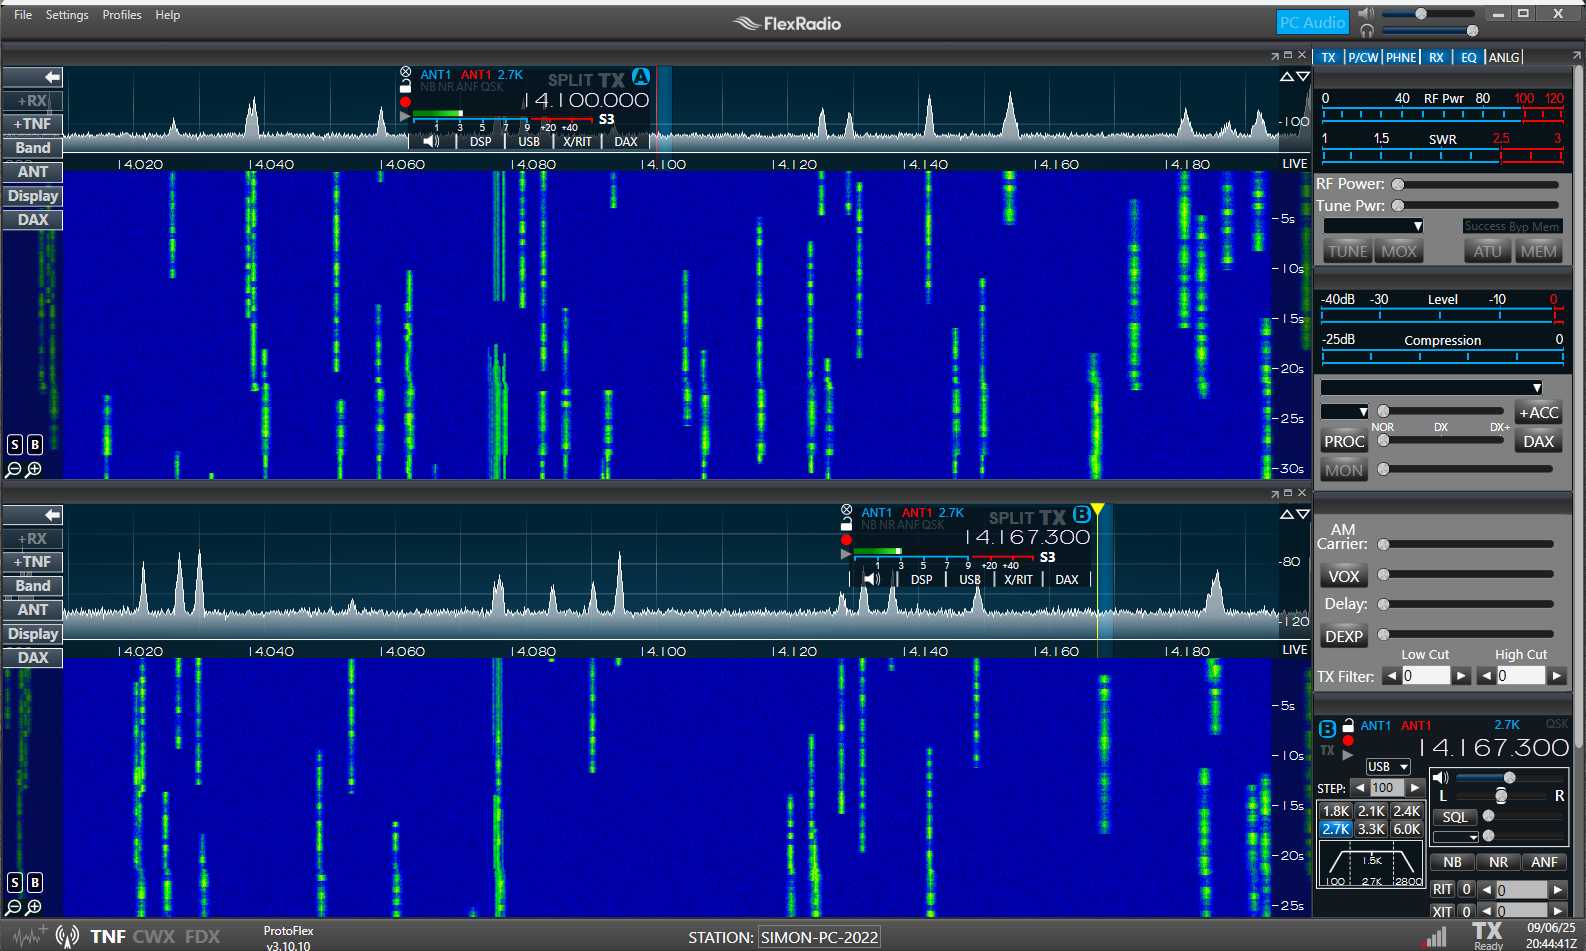 File Settings Profiles Help
FlexRadio
PC Audio
+RX
+TNF
Band
ANT
Display
DAX
ANT1 ANT1 2.7K
NB NR ANF QSK
SPLIT TX A
14.100.000
S3
1 3 5 7 9 +20 +40
DSP USB X/RIT DAX
-100
14.020 14.040 14.060 14.080 14.100 14.120 14.140 14.160 14.180 LIVE
-5s
-10s
-15s
-20s
-25s
-30s
S B
+RX
+TNF
Band
ANT
Display
DAX
ANT1 ANT1 2.7K
NB NR ANF QSK
SPLIT TX B
14.167.300
S3
1 3 5 7 9 +20 +40
DSP USB X/RIT DAX
-80
-120
14.020 14.040 14.060 14.080 14.100 14.120 14.140 14.160 14.180 LIVE
-5s
-10s
-15s
-20s
-25s
S B
TX P/CW PHNE RX EQ ANLG
0 40 RF Pwr 80 100 120
1 1.5 SWR 2.5 3
RF Power:
Tune Pwr:
Success Byp Mem
TUNE MOX ATU MEM
-40dB -30 Level -10 0
-25dB Compression 0
+ACC
NOR DX DX+
PROC DAX
MON
AM
Carrier:
VOX
Delay:
DEXP
Low Cut High Cut
TX Filter: 0 0
B ANT1 ANT1 2.7K QSK
TX 14.167.300
USB
STEP: 100
L R
1.8K 2.1K 2.4K
2.7K 3.3K 6.0K
SQL
1.5K
100 2.7K 2800
NB NR ANF
RIT 0 0
XIT 0 0
TNF CWX FDX
ProtoFlex
v3.10.10
STATION: SIMON-PC-2022
TX
Ready
09/06/25
20:44:41Z